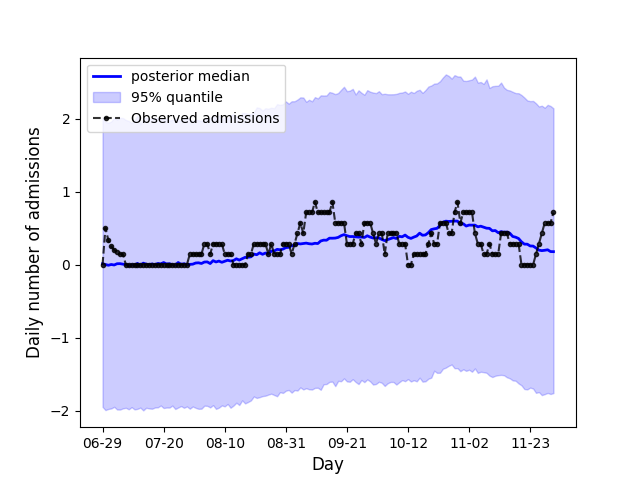 posterior median
95% quantile
Observed admissions
Daily number of admissions
2
1
0
−1
−2
06-29 07-20 08-10 08-31 09-21 10-12 11-02 11-23
Day